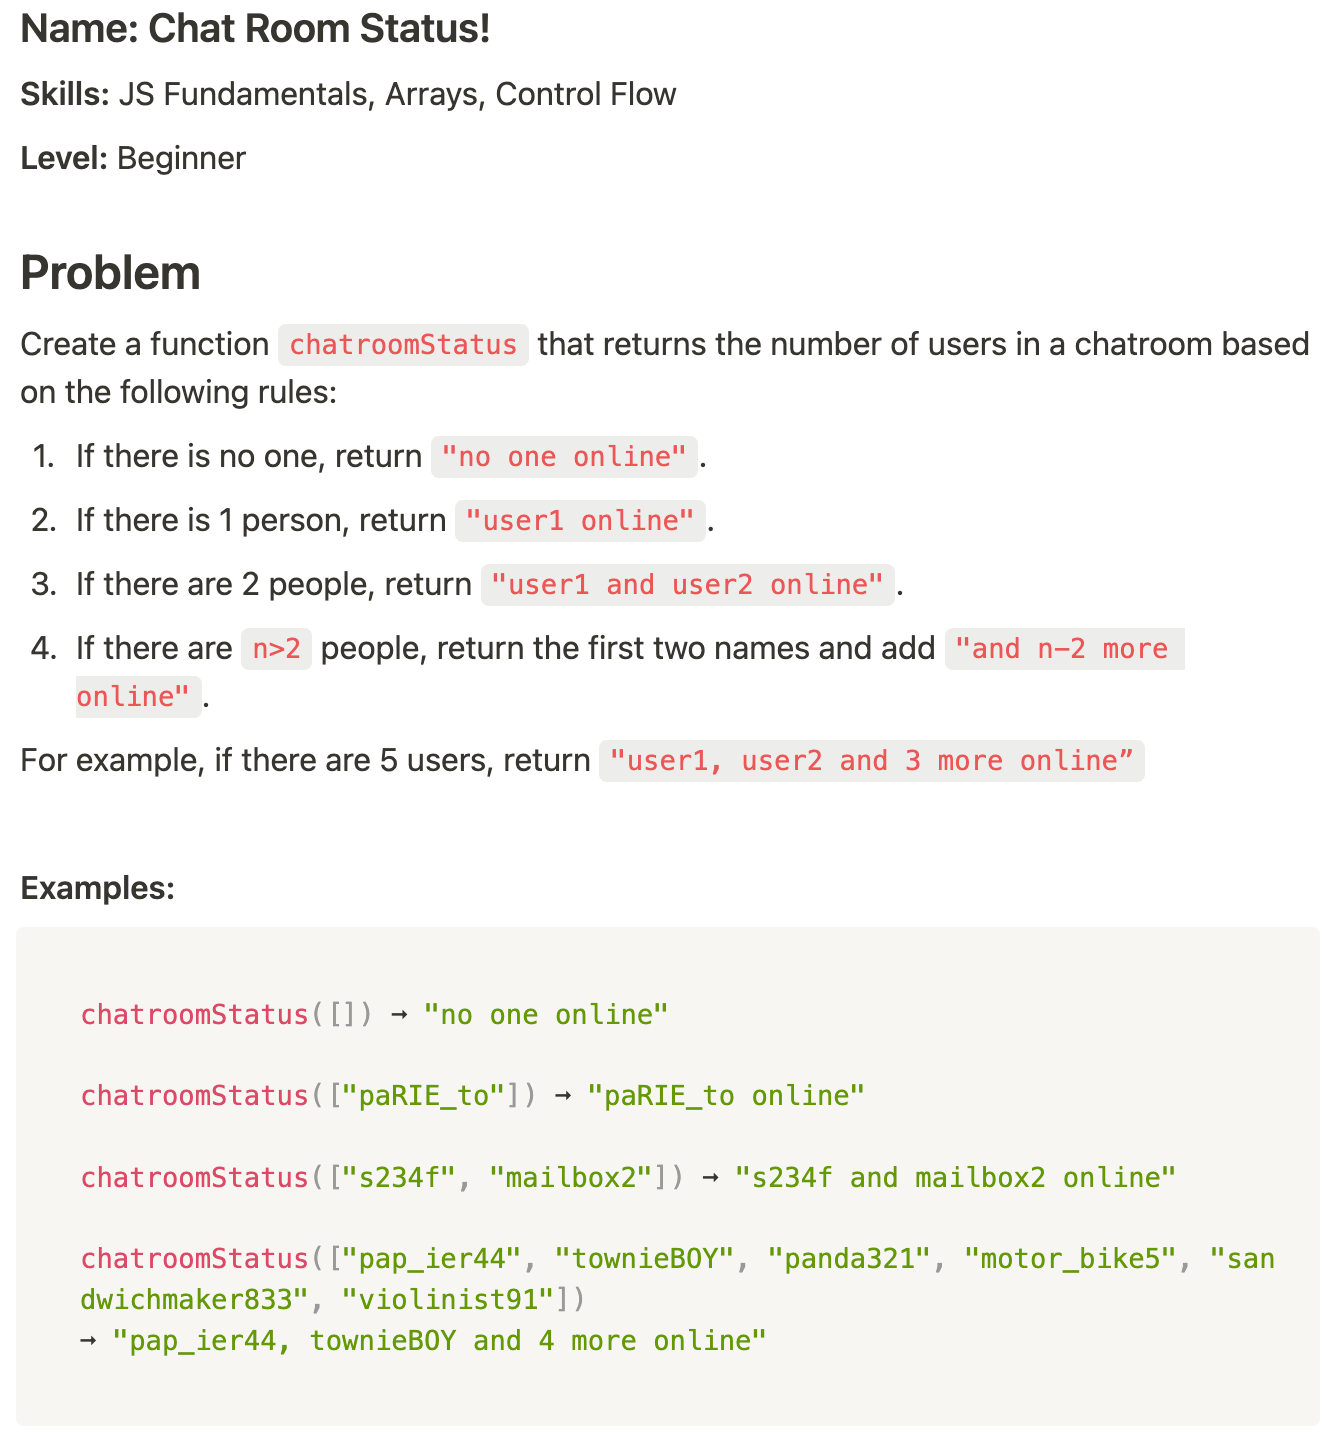 Name: Chat Room Status!
Skills: JS Fundamentals, Arrays, Control Flow
Level: Beginner
Problem
Create a function chatroomStatus that returns the number of users in a chatroom based
on the following rules:
1. If there is no one, return "no one online".
2. If there is 1 person, return "user1 online".
3. If there are 2 people, return "user1 and user2 online".
4. If there are n>2 people, return the first two names and add "and n-2 more
online".
For example, if there are 5 users, return "user1, user2 and 3 more online”
Examples:
chatroomStatus([]) → "no one online"
chatroomStatus(["paRIE_to"]) → "paRIE_to online"
chatroomStatus(["s234f", "mailbox2"]) → "s234f and mailbox2 online"
chatroomStatus(["pap_ier44", "townieBOY", "panda321", "motor_bike5", "san
dwichmaker833", "violinist91"])
→ "pap_ier44, townieBOY and 4 more online"